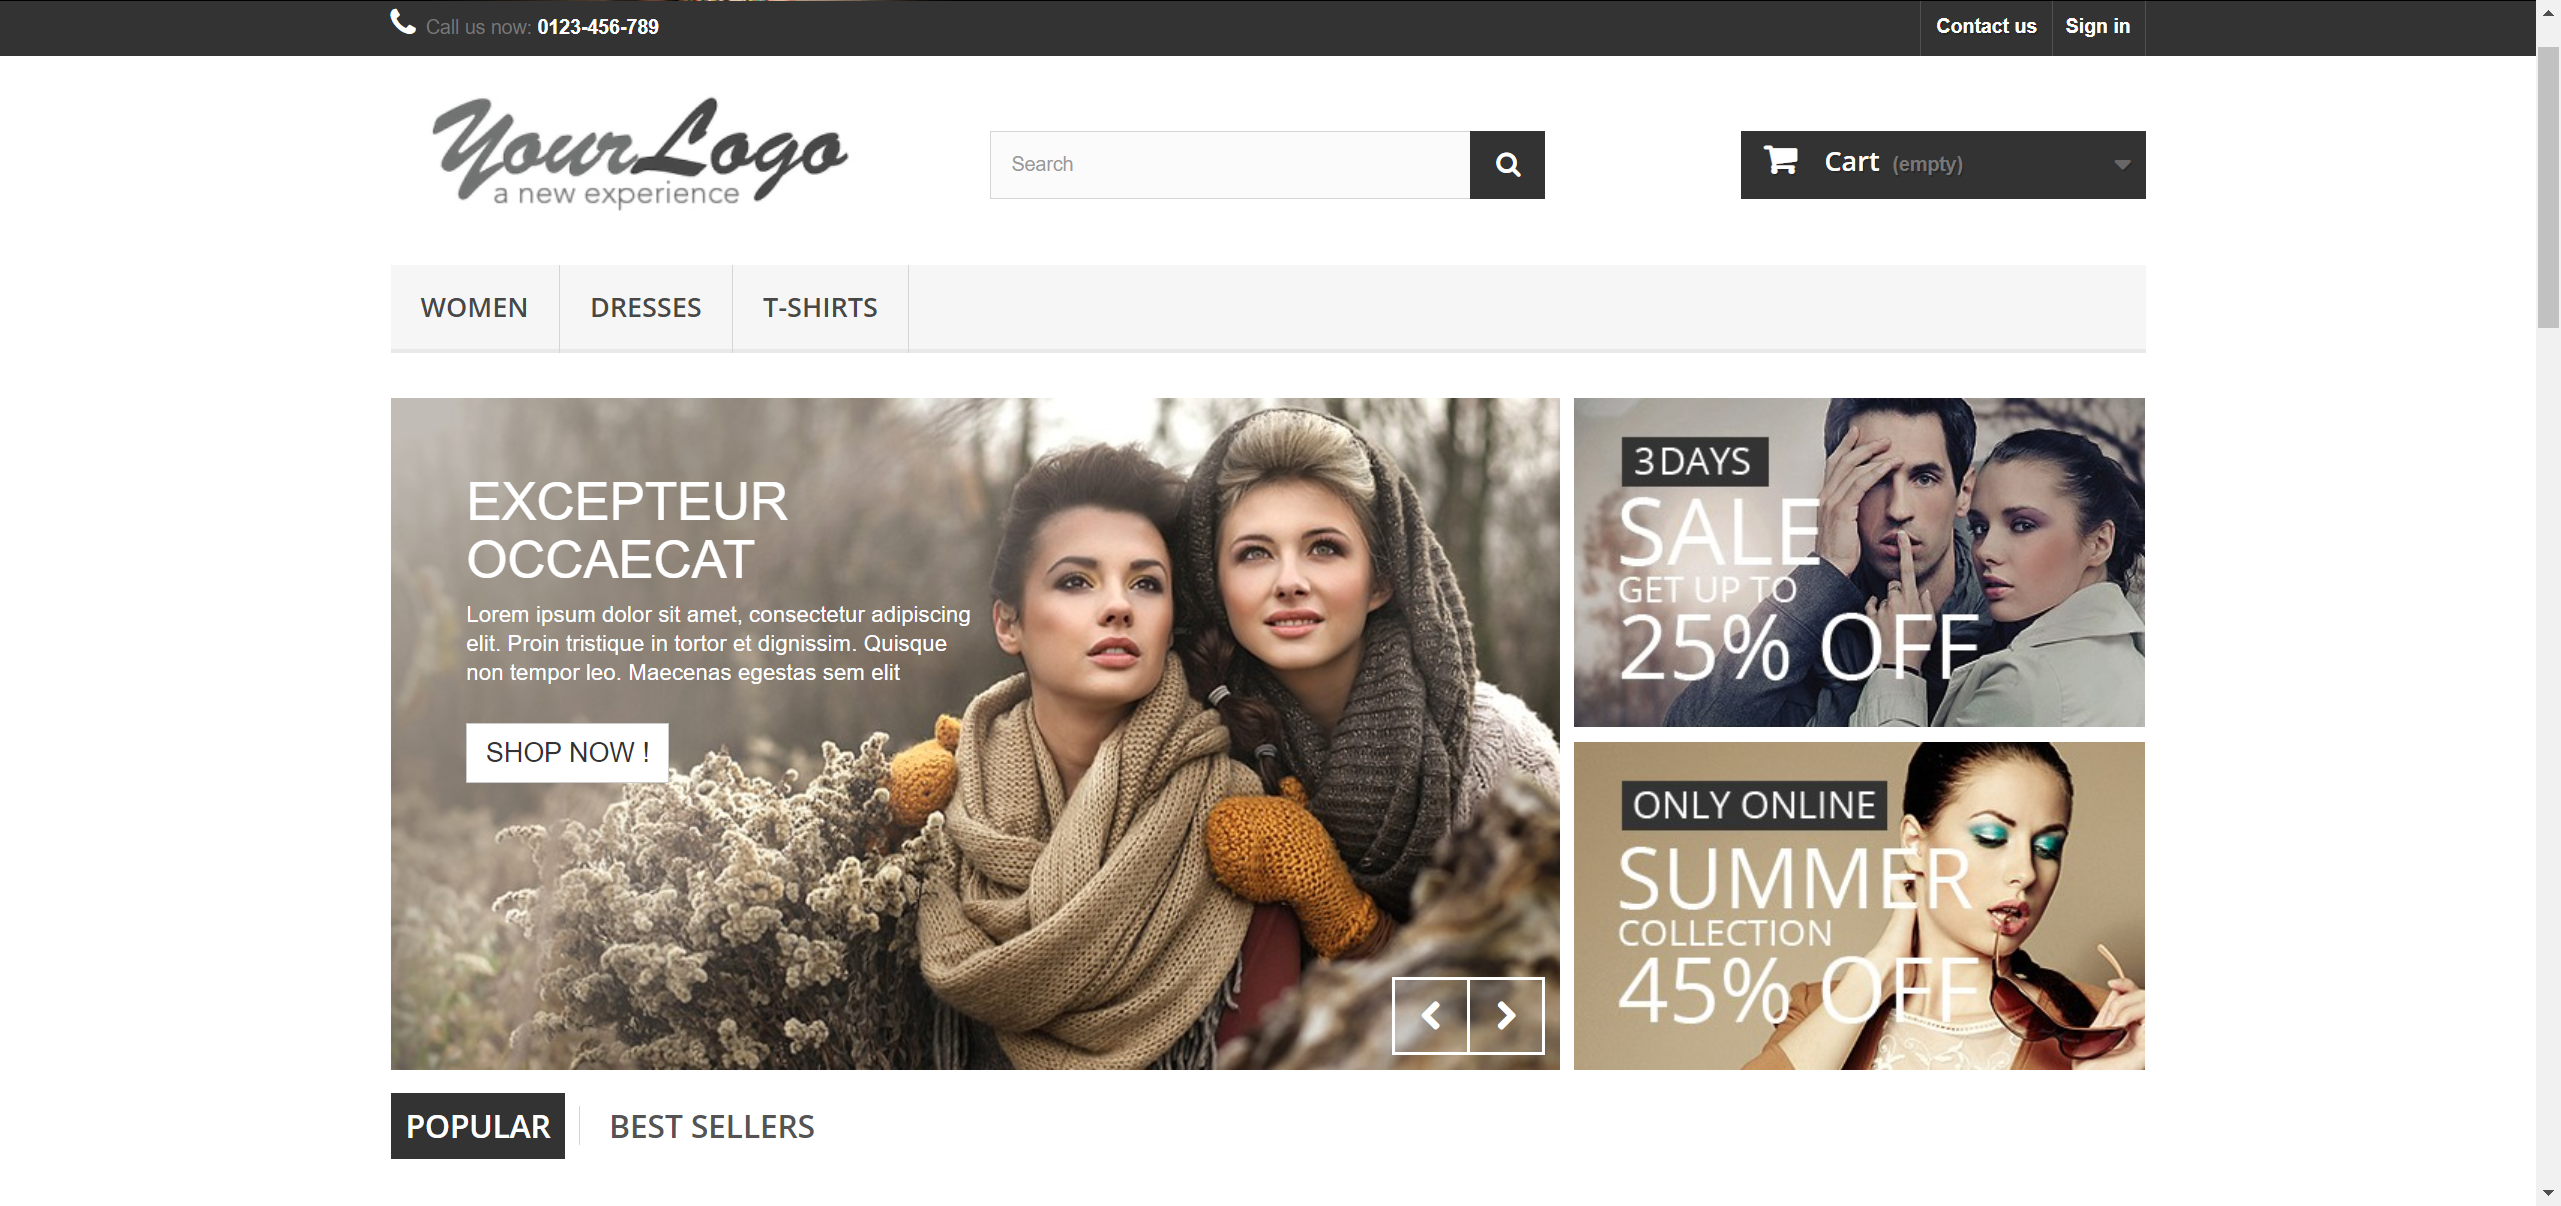 Call us now: 0123-456-789
Contact us
Sign in
YourLogo
a new experience
Search
Cart (empty)
WOMEN
DRESSES
T-SHIRTS
EXCEPTEUR
OCCAECAT
Lorem ipsum dolor sit amet, consectetur adipiscing
elit. Proin tristique in tortor et dignissim. Quisque
non tempor leo. Maecenas egestas sem elit
SHOP NOW !
3 DAYS
SALE
GET UP TO
25% OFF
ONLY ONLINE
SUMMER
COLLECTION
45% OFF
POPULAR
BEST SELLERS